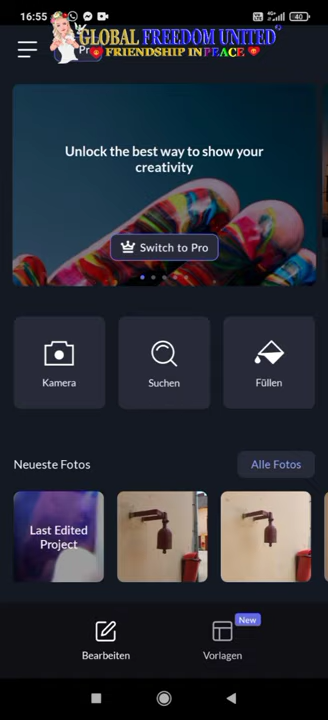 16:55
40
GLOBAL FREEDOM UNITED
FRIENDSHIP IN PEACE
Unlock the best way to show your
creativity
Switch to Pro
Kamera
Suchen
Füllen
Neueste Fotos
Alle Fotos
Last Edited
Project
New
Bearbeiten
Vorlagen